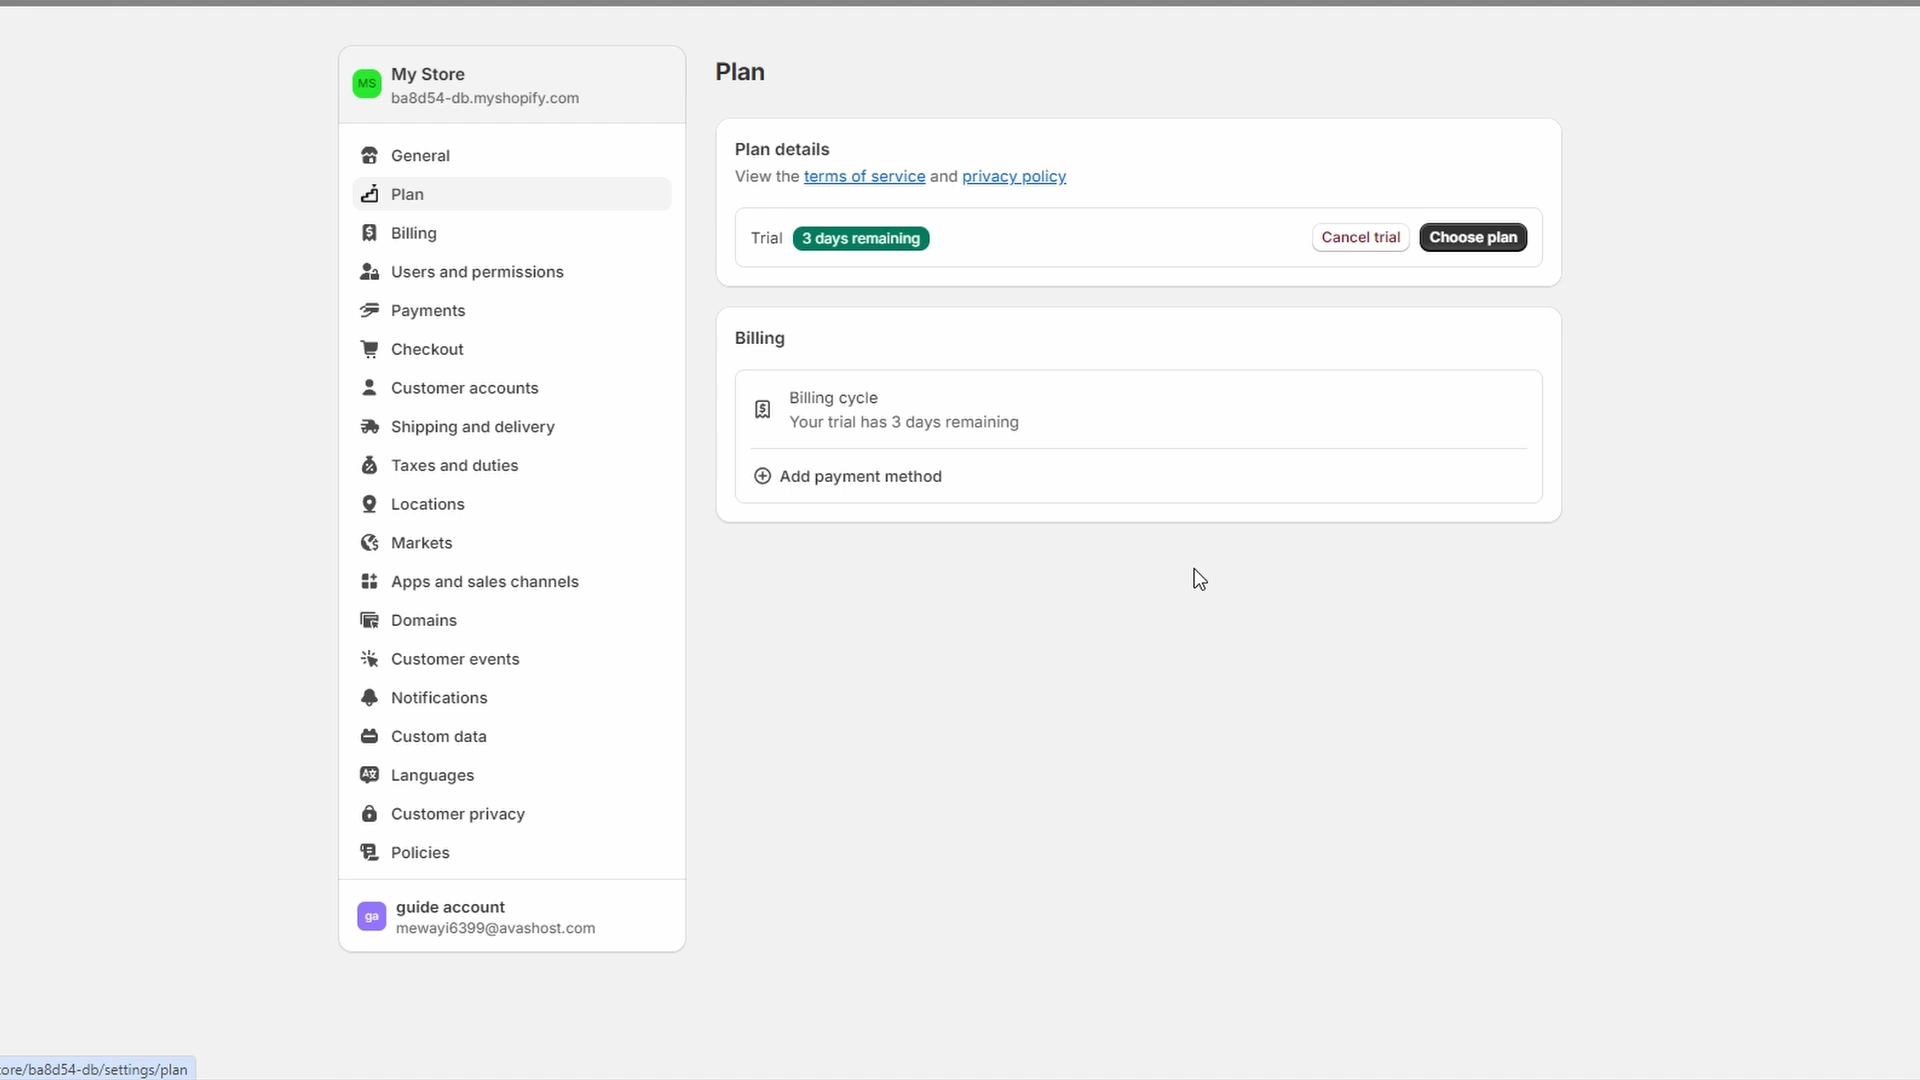 MS
My Store
ba8d54-db.myshopify.com
General
Plan
Billing
Users and permissions
Payments
Checkout
Customer accounts
Shipping and delivery
Taxes and duties
Locations
Markets
Apps and sales channels
Domains
Customer events
Notifications
Custom data
Languages
Customer privacy
Policies
ga
guide account
mewayi6399@avashost.com
Plan
Plan details
View the terms of service and privacy policy
Trial 3 days remaining Cancel trial Choose plan
Billing
Billing cycle
Your trial has 3 days remaining
Add payment method
ore/ba8d54-db/settings/plan